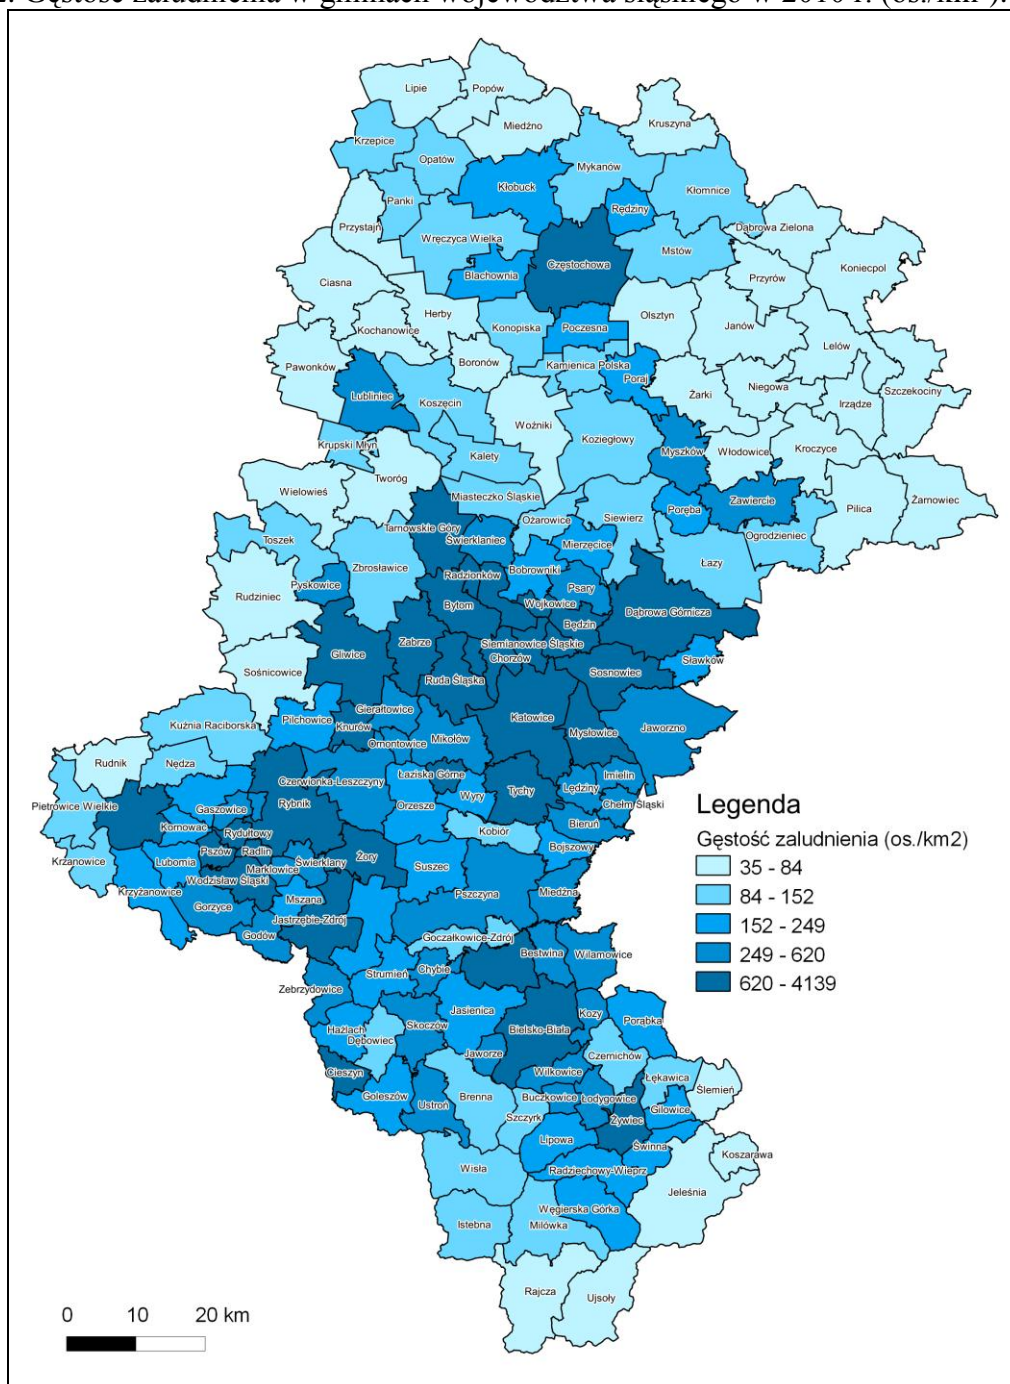 Gęstość zaludnienia w gminach województwa śląskiego w 2010 r. (os./km²).
Lipie
Popów
Miedźno
Kruszyna
Krzepice
Opatów
Mykanów
Kłomnice
Kłobuck
Panki
Rędziny
Przystajń
Wręczyca Wielka
Dąbrowa Zielona
Mstów
Częstochowa
Koniecpol
Blachownia
Przyrów
Ciasna
Herby
Olsztyn
Kochanowice
Konopiska
Poczesna
Janów
Lelów
Boronów
Kamienica Polska
Pawonków
Poraj
Niegowa
Szczekociny
Lubliniec
Żarki
Irządze
Koszęcin
Woźniki
Koziegłowy
Krupski Młyn
Kalety
Myszków
Włodowice
Kroczyce
Tworóg
Wielowieś
Miasteczko Śląskie
Zawiercie
Żarnowiec
Pilica
Poręba
Ożarowice
Siewierz
Tarnowskie Góry
Świerklaniec
Mierzęcice
Ogrodzieniec
Toszek
Łazy
Zbrosławice
Bobrowniki
Radzionków
Pyskowice
Psary
Rudziniec
Bytom
Wojkowice
Dąbrowa Górnicza
Będzin
Zabrze
Siemianowice Śląskie
Gliwice
Chorzów
Sławków
Sośnicowice
Ruda Śląska
Sosnowiec
Gierałtowice
Katowice
Pilchowice
Kuźnia Raciborska
Knurów
Jaworzno
Mysłowice
Mikołów
Ornontowice
Rudnik
Nędza
Łaziska Górne
Imielin
Czerwionka-Leszczyny
Lędziny
Tychy
Wyry
Pietrowice Wielkie
Rybnik
Orzesze
Chełm Śląski
Gaszowice
Bieruń
Kornowac
Rydułtowy
Kobiór
Bojszowy
Pszów
Radlin
Żory
Krzanowice
Lubomia
Świerklany
Marklowice
Suszec
Wodzisław Śląski
Krzyżanowice
Mszana
Pszczyna
Miedźna
Gorzyce
Jastrzębie-Zdrój
Godów
Goczałkowice-Zdrój
Bestwina
Wilamowice
Strumień
Chybie
Zebrzydowice
Jasienica
Kozy
Porąbka
Skoczów
Hażlach
Bielsko-Biała
Dębowiec
Jaworze
Czernichów
Cieszyn
Wilkowice
Łękawica
Ślemień
Goleszów
Brenna
Buczkowice
Łodygowice
Ustroń
Gilowice
Szczyrk
Żywiec
Lipowa
Świnna
Koszarawa
Wisła
Radziechowy-Wieprz
Jeleśnia
Węgierska Górka
Istebna
Milówka
Rajcza
Ujsoły
Legenda
Gęstość zaludnienia (os./km2)
35 - 84
84 - 152
152 - 249
249 - 620
620 - 4139
0 10 20 km